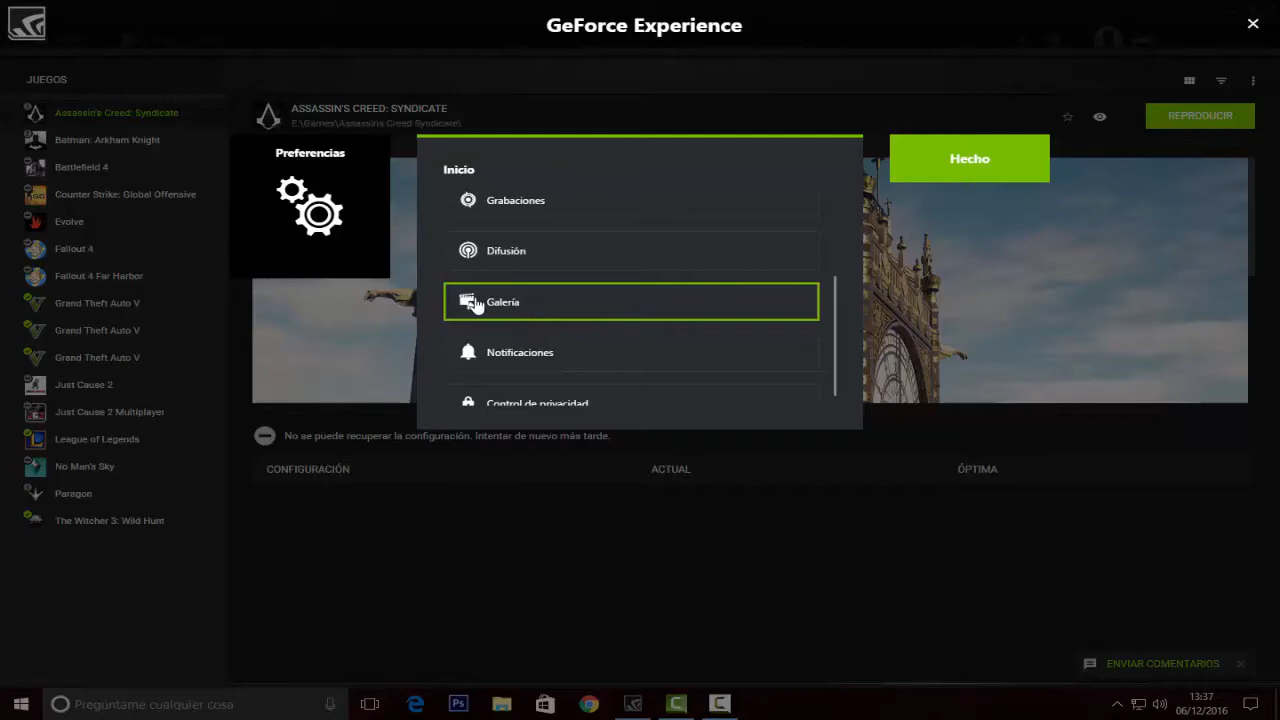 GeForce Experience
JUEGOS
Assassin's Creed: Syndicate
Batman: Arkham Knight
Battlefield 4
Counter Strike: Global Offensive
Evolve
Fallout 4
Fallout 4 Far Harbor
Grand Theft Auto V
Grand Theft Auto V
Grand Theft Auto V
Just Cause 2
Just Cause 2 Multiplayer
League of Legends
No Man's Sky
Paragon
The Witcher 3: Wild Hunt
ASSASSIN'S CREED: SYNDICATE
E:\Games\Assassins Creed Syndicate\
REPRODUCIR
Preferencias
Inicio
Grabaciones
Difusión
Galería
Notificaciones
Control de privacidad
Hecho
No se puede recuperar la configuración. Intentar de nuevo más tarde.
CONFIGURACIÓN
ACTUAL
ÓPTIMA
ENVIAR COMENTARIOS
Pregúntame cualquier cosa
13:37
06/12/2016